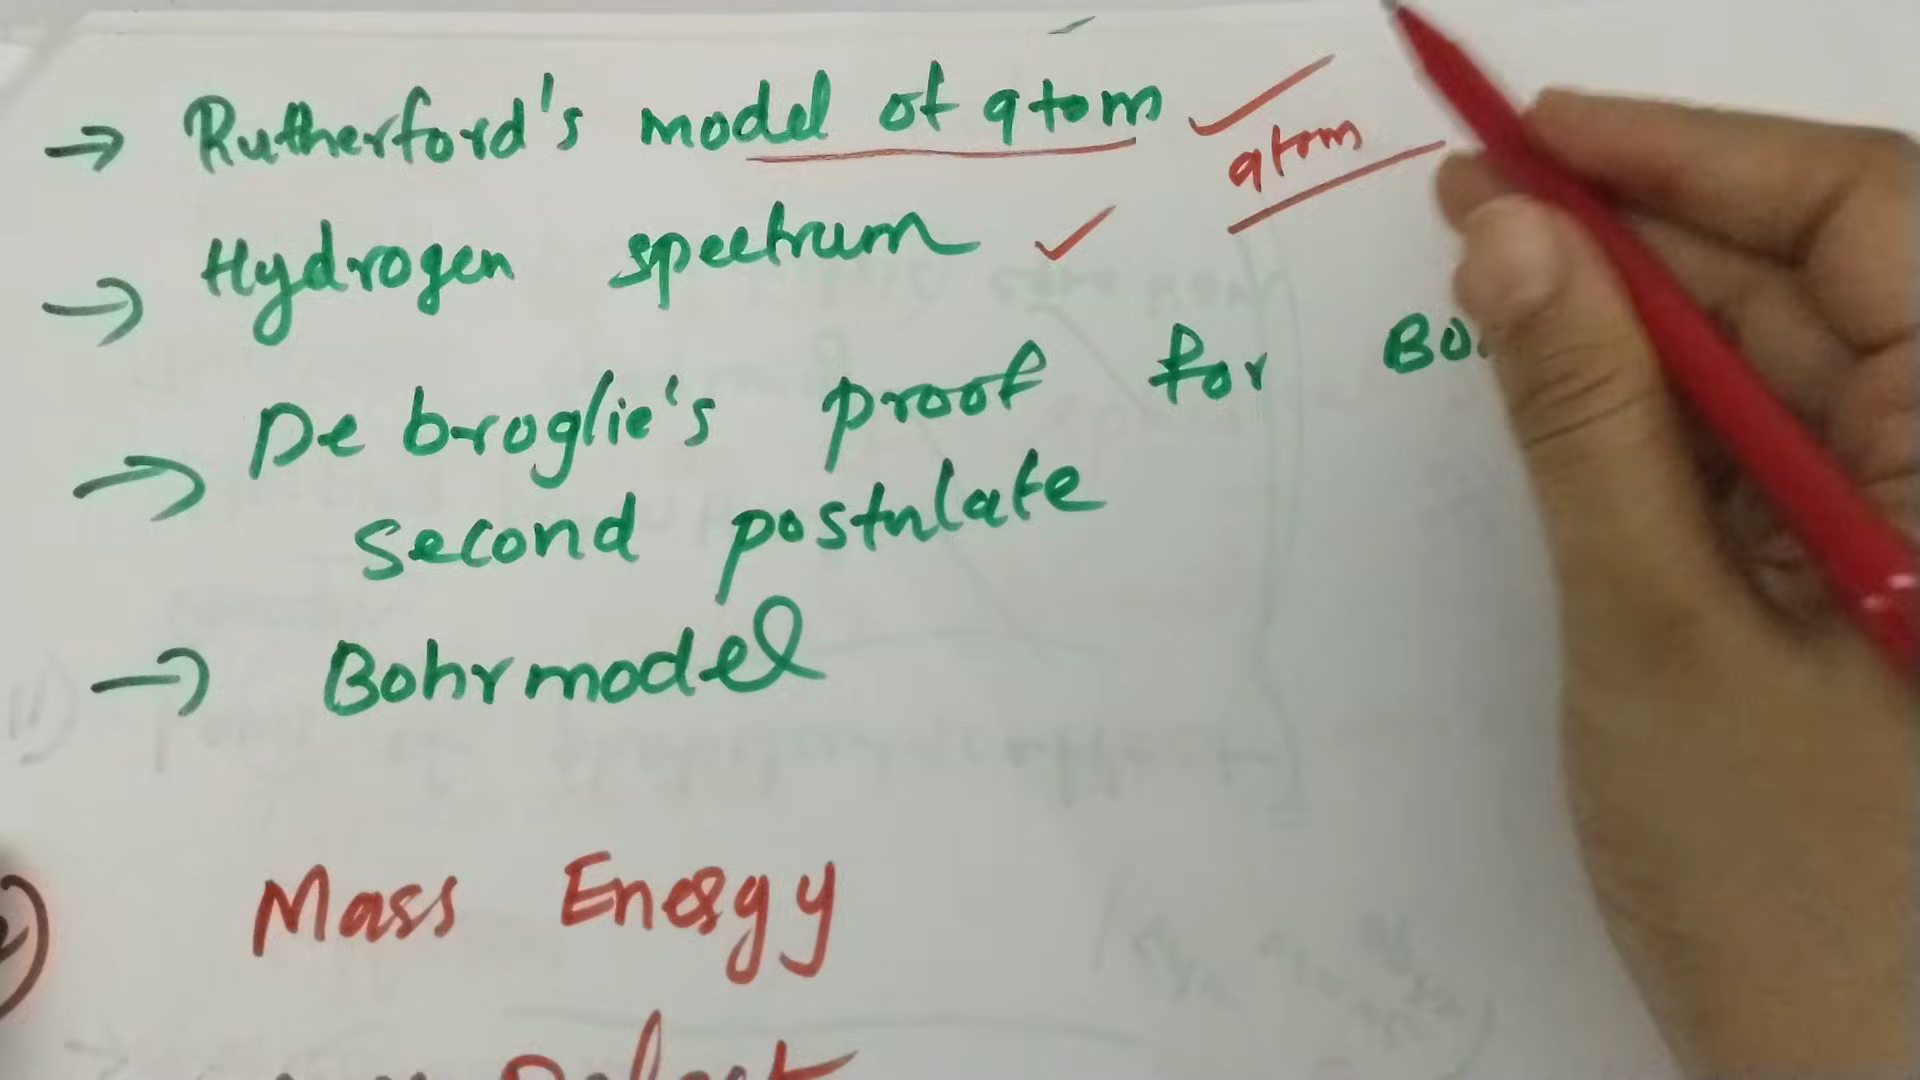 → Rutherford's model of atom ✓
atom
→ Hydrogen spectrum ✓
→ De broglie's proof for
second postulate
→ Bohr model
Mass Energy